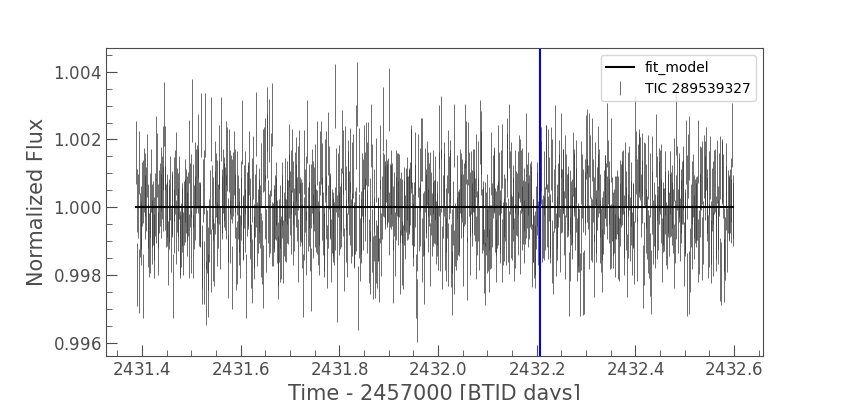 fit_model
TIC 289539327
1.004
1.002
1.000
0.998
0.996
Normalized Flux
2431.4 2431.6 2431.8 2432.0 2432.2 2432.4 2432.6
Time - 2457000 [BTJD days]